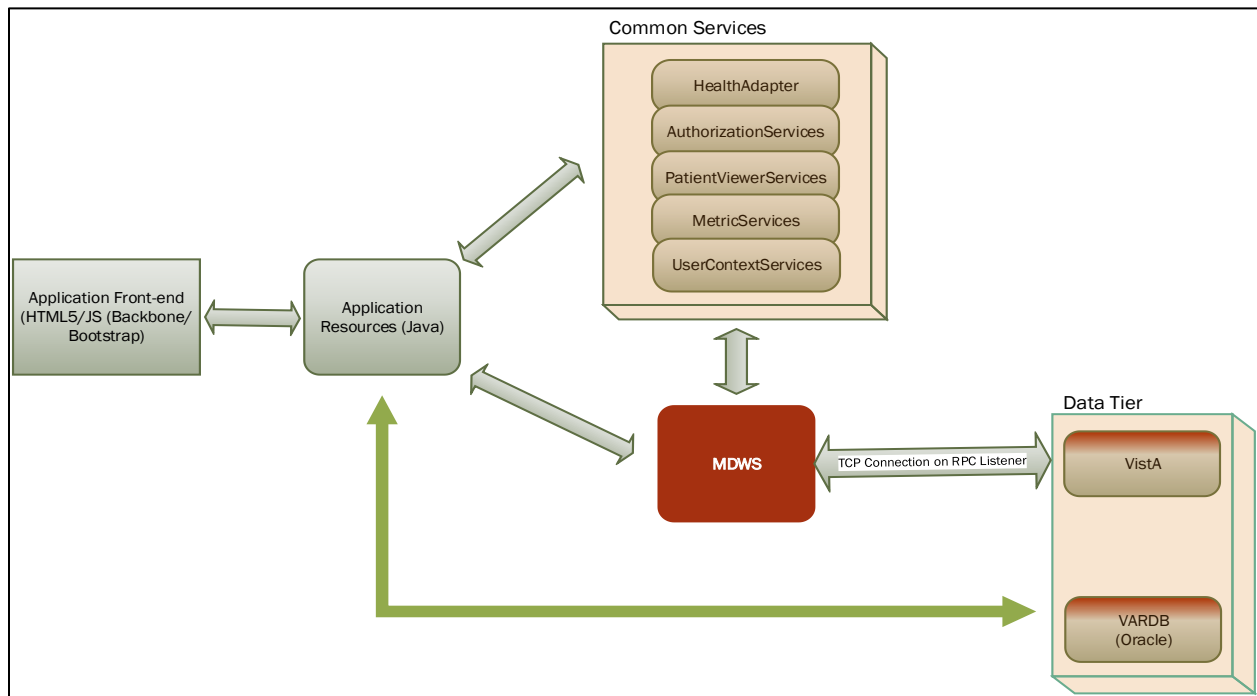 Common Services
HealthAdapter
AuthorizationServices
PatientViewerServices
MetricServices
UserContextServices
Application Front-end
(HTML5/JS (Backbone/
Bootstrap)
Application
Resources (Java)
MDWS
TCP Connection on RPC Listener
Data Tier
VistA
VARDB
(Oracle)